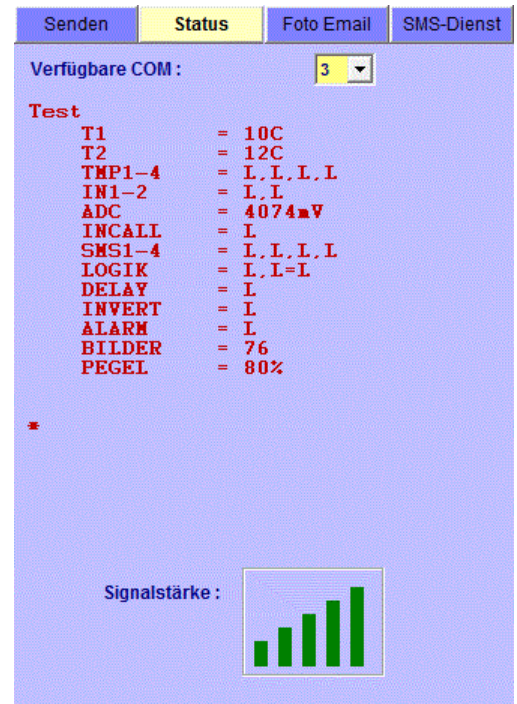 Senden Status Foto Email SMS-Dienst
Verfügbare COM : 3
Test
T1 = 10C
T2 = 12C
TMP1-4 = L,L,L,L
IN1-2 = L,L
ADC = 4074mV
INCALL = L
SMS1-4 = L,L,L,L
LOGIK = L,L=L
DELAY = L
INVERT = L
ALARM = L
BILDER = 76
PEGEL = 80%
*
Signalstärke :